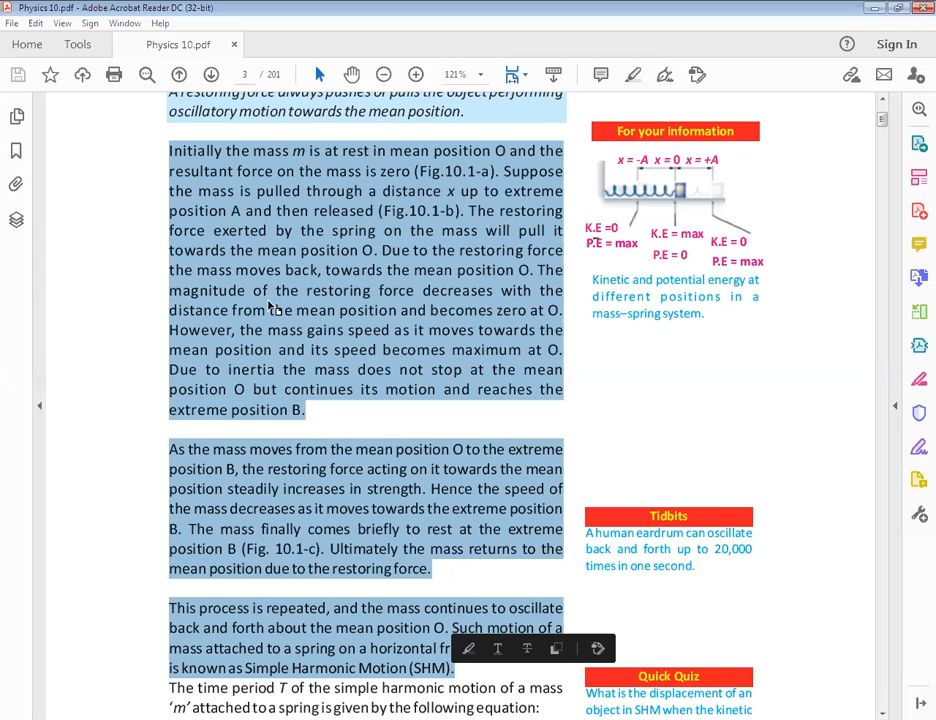 Physics 10.pdf - Adobe Acrobat Reader DC (32-bit)
File Edit View Sign Window Help
Home Tools Physics 10.pdf × ? Sign In
3 / 201 121%
A restoring force always pushes or pulls the object performing
oscillatory motion towards the mean position.
Initially the mass m is at rest in mean position O and the
resultant force on the mass is zero (Fig.10.1-a). Suppose
the mass is pulled through a distance x up to extreme
position A and then released (Fig.10.1-b). The restoring
force exerted by the spring on the mass will pull it
towards the mean position O. Due to the restoring force
the mass moves back, towards the mean position O. The
magnitude of the restoring force decreases with the
distance from the mean position and becomes zero at O.
However, the mass gains speed as it moves towards the
mean position and its speed becomes maximum at O.
Due to inertia the mass does not stop at the mean
position O but continues its motion and reaches the
extreme position B.
As the mass moves from the mean position O to the extreme
position B, the restoring force acting on it towards the mean
position steadily increases in strength. Hence the speed of
the mass decreases as it moves towards the extreme position
B. The mass finally comes briefly to rest at the extreme
position B (Fig. 10.1-c). Ultimately the mass returns to the
mean position due to the restoring force.
This process is repeated, and the mass continues to oscillate
back and forth about the mean position O. Such motion of a
mass attached to a spring on a horizontal fr
is known as Simple Harmonic Motion (SHM).
The time period T of the simple harmonic motion of a mass
‘m’ attached to a spring is given by the following equation:
For your information
x = -A x = 0 x = +A
K.E =0
P.E = max
K.E = max
P.E = 0
K.E = 0
P.E = max
Kinetic and potential energy at
different positions in a
mass–spring system.
Tidbits
A human eardrum can oscillate
back and forth up to 20,000
times in one second.
Quick Quiz
What is the displacement of an
object in SHM when the kinetic